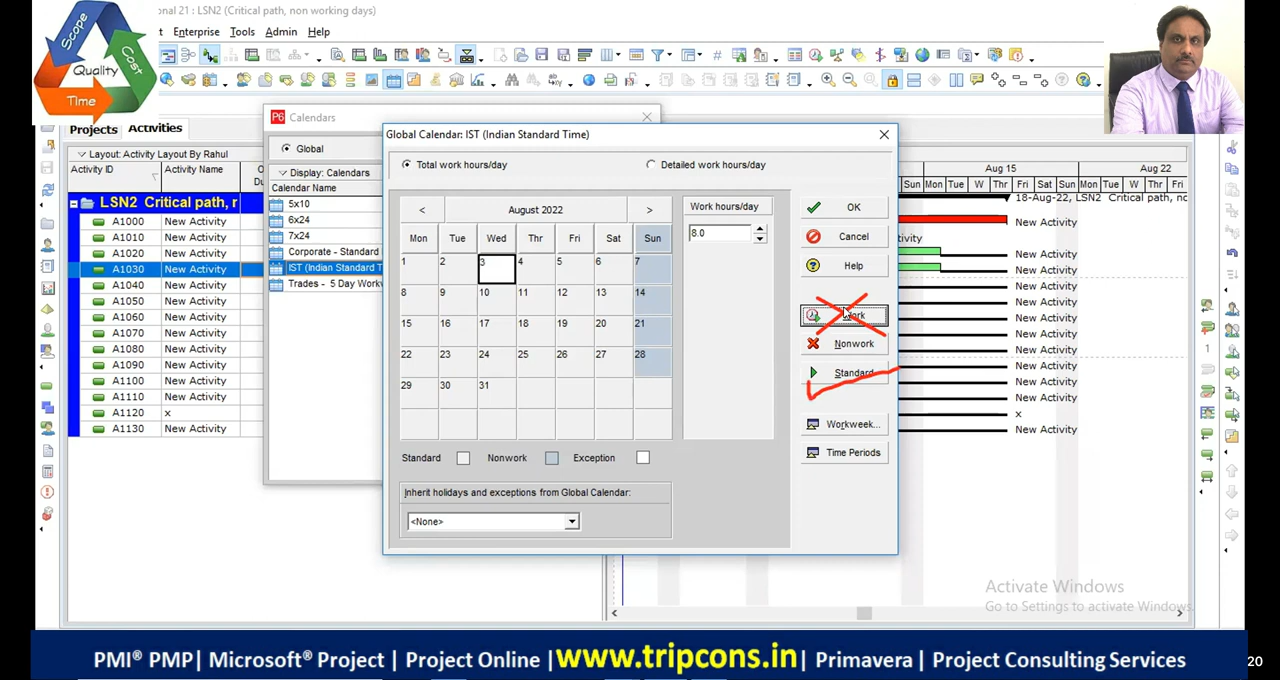 onal 21 : LSN2 (Critical path, non working days)
Scope
Cost
Quality
Time
t Enterprise Tools Admin Help
Projects Activities
Layout: Activity Layout By Rahul
Activity ID Activity Name O
Du
LSN2 Critical path, r
A1000 New Activity
A1010 New Activity
A1020 New Activity
A1030 New Activity
A1040 New Activity
A1050 New Activity
A1060 New Activity
A1070 New Activity
A1080 New Activity
A1090 New Activity
A1100 New Activity
A1110 New Activity
A1120 x
A1130 New Activity
P6 Calendars
Global
Display: Calendars
Calendar Name
5x10
6x24
7x24
Corporate - Standard
IST (Indian Standard T
Trades - 5 Day Workw
Global Calendar: IST (Indian Standard Time)
Total work hours/day Detailed work hours/day
< August 2022 >
Mon Tue Wed Thr Fri Sat Sun
1 2 3 4 5 6 7
8 9 10 11 12 13 14
15 16 17 18 19 20 21
22 23 24 25 26 27 28
29 30 31
Standard Nonwork Exception
Inherit holidays and exceptions from Global Calendar:
<None>
Work hours/day
8.0
OK
Cancel
Help
Work
Nonwork
Standard
Workweek...
Time Periods
Aug 15 Aug 22
Sun Mon Tue W Thr Fri Sat Sun Mon Tue W Thr Fri
18-Aug-22, LSN2 Critical path, no
ctivity
New Activity
New Activity
New Activity
New Activity
New Activity
New Activity
New Activity
New Activity
New Activity
New Activity
x
New Activity
Activate Windows
Go to Settings to activate Windows.
PMI® PMP| Microsoft® Project | Project Online |www.tripcons.in| Primavera | Project Consulting Services
20